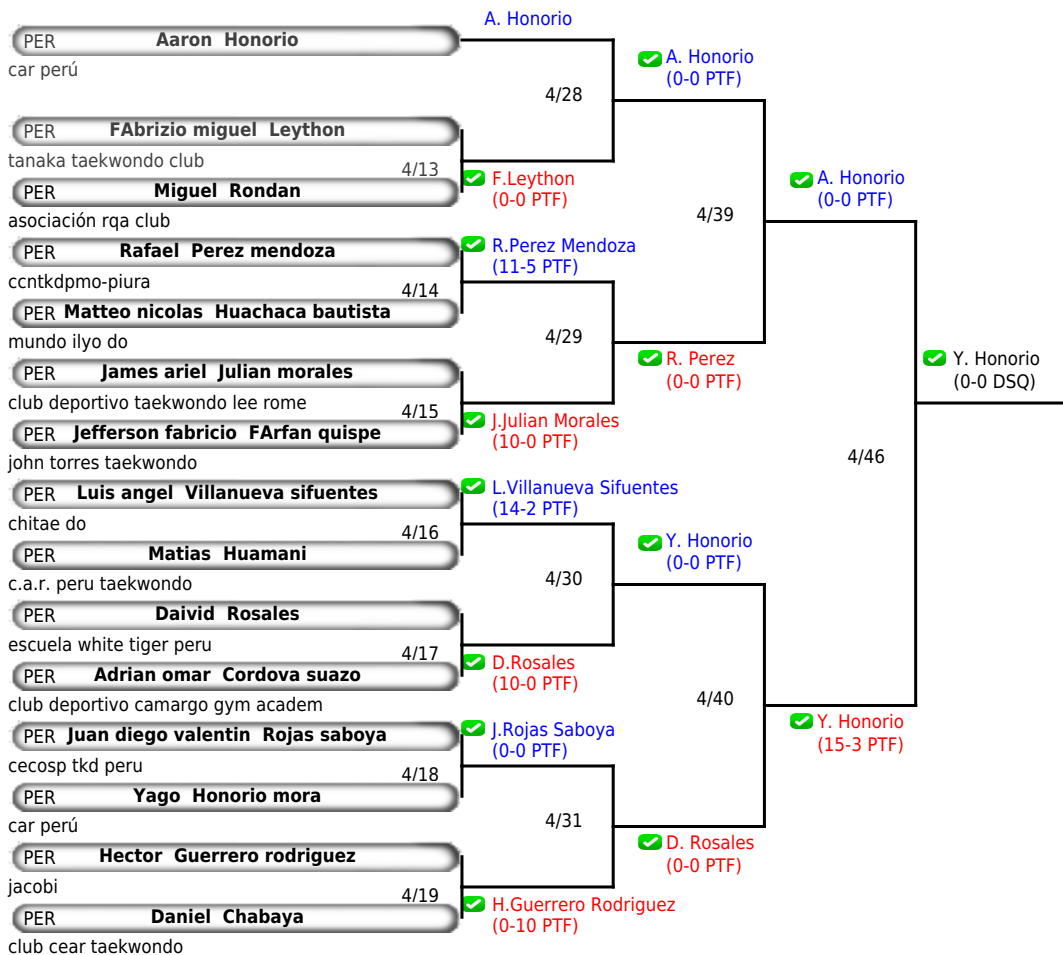 PER Aaron Honorio
car perú
PER FAbrizio miguel Leython
tanaka taekwondo club
4/13
PER Miguel Rondan
asociación rqa club
PER Rafael Perez mendoza
ccntkdpmo-piura
4/14
PER Matteo nicolas Huachaca bautista
mundo ilyo do
PER James ariel Julian morales
club deportivo taekwondo lee rome
4/15
PER Jefferson fabricio FArfan quispe
john torres taekwondo
PER Luis angel Villanueva sifuentes
chitae do
4/16
PER Matias Huamani
c.a.r. peru taekwondo
PER Daivid Rosales
escuela white tiger peru
4/17
PER Adrian omar Cordova suazo
club deportivo camargo gym academ
PER Juan diego valentin Rojas saboya
cecosp tkd peru
4/18
PER Yago Honorio mora
car perú
PER Hector Guerrero rodriguez
jacobi
4/19
PER Daniel Chabaya
club cear taekwondo
A. Honorio
4/28
F.Leython
(0-0 PTF)
R.Perez Mendoza
(11-5 PTF)
4/29
J.Julian Morales
(10-0 PTF)
L.Villanueva Sifuentes
(14-2 PTF)
4/30
D.Rosales
(10-0 PTF)
J.Rojas Saboya
(0-0 PTF)
4/31
H.Guerrero Rodriguez
(0-10 PTF)
A. Honorio
(0-0 PTF)
4/39
R. Perez
(0-0 PTF)
Y. Honorio
(0-0 PTF)
4/40
D. Rosales
(0-0 PTF)
A. Honorio
(0-0 PTF)
4/46
Y. Honorio
(15-3 PTF)
Y. Honorio
(0-0 DSQ)